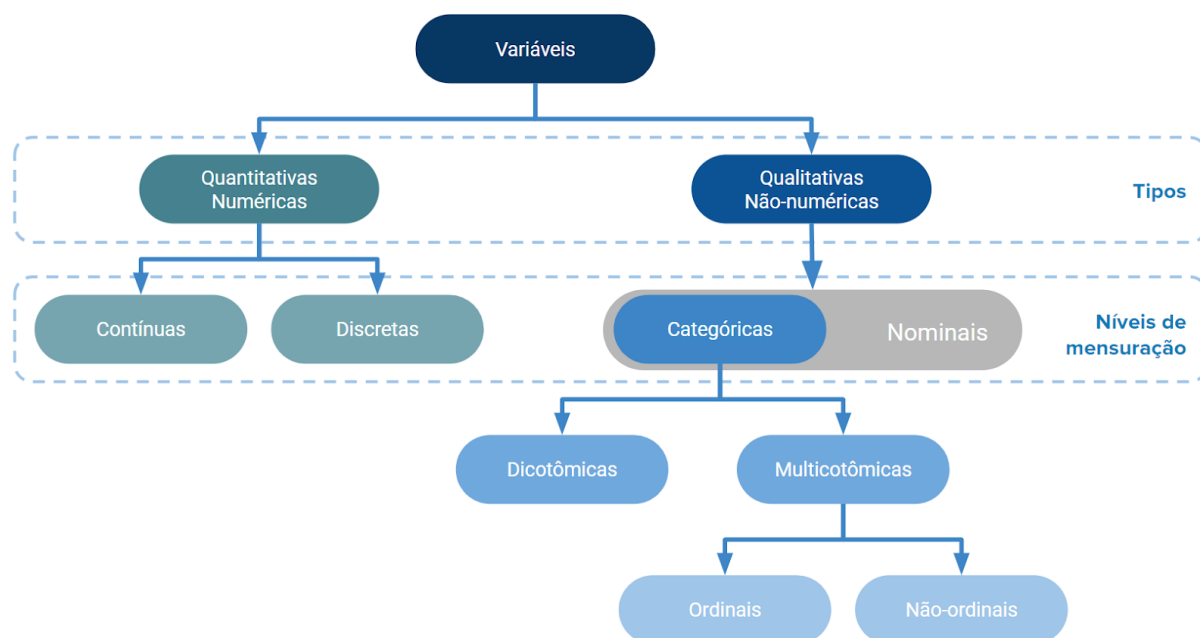 Variáveis
Quantitativas
Numéricas
Qualitativas
Não-numéricas
Tipos
Contínuas
Discretas
Categóricas
Nominais
Níveis de
mensuração
Dicotômicas
Multicotômicas
Ordinais
Não-ordinais